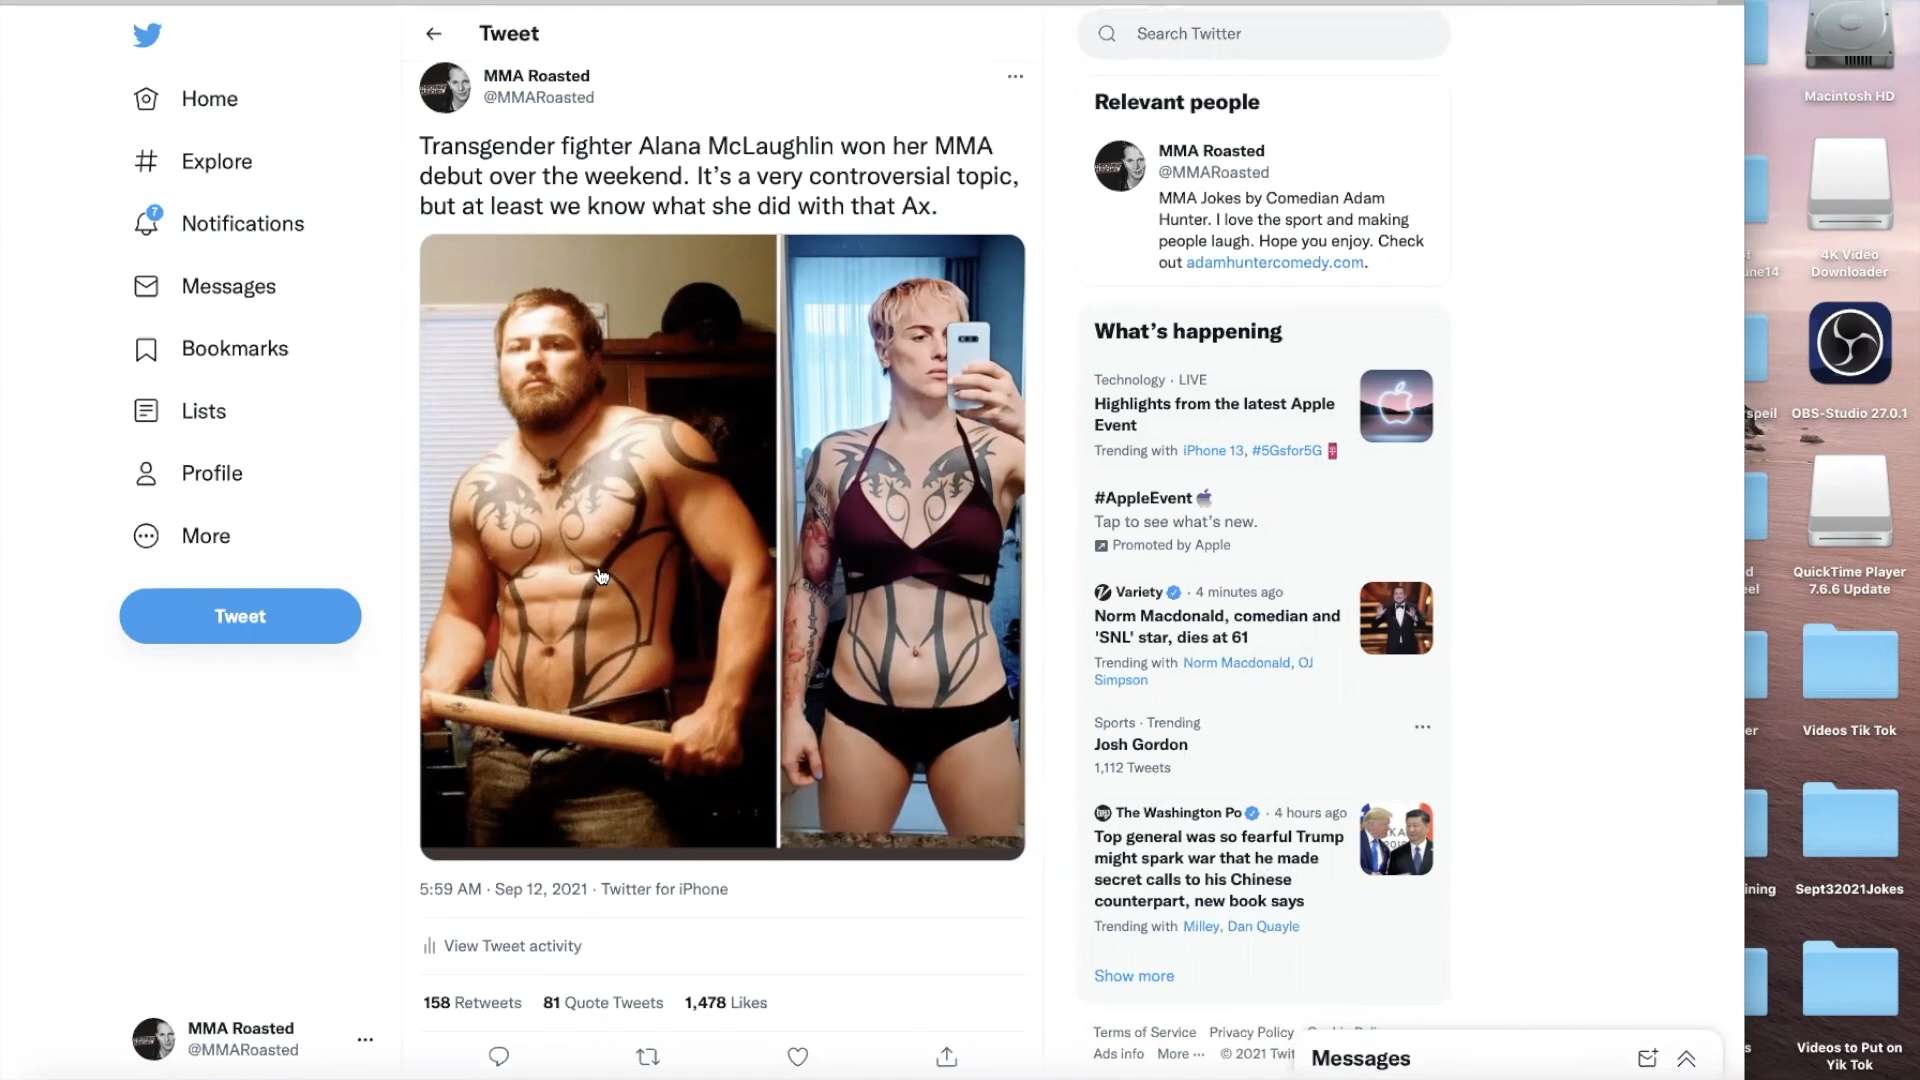 Home
Explore
7
Notifications
Messages
Bookmarks
Lists
Profile
More
Tweet
MMA Roasted
@MMARoasted
Tweet
MMA Roasted
@MMARoasted
Transgender fighter Alana McLaughlin won her MMA
debut over the weekend. It’s a very controversial topic,
but at least we know what she did with that Ax.
5:59 AM · Sep 12, 2021 · Twitter for iPhone
View Tweet activity
158 Retweets 81 Quote Tweets 1,478 Likes
Search Twitter
Relevant people
MMA Roasted
@MMARoasted
MMA Jokes by Comedian Adam
Hunter. I love the sport and making
people laugh. Hope you enjoy. Check
out adamhuntercomedy.com.
What’s happening
Technology · LIVE
Highlights from the latest Apple
Event
Trending with iPhone 13, #5Gsfor5G
#AppleEvent
Tap to see what’s new.
Promoted by Apple
Variety · 4 minutes ago
Norm Macdonald, comedian and
'SNL' star, dies at 61
Trending with Norm Macdonald, OJ
Simpson
Sports · Trending
Josh Gordon
1,112 Tweets
The Washington Po · 4 hours ago
Top general was so fearful Trump
might spark war that he made
secret calls to his Chinese
counterpart, new book says
Trending with Milley, Dan Quayle
Show more
Terms of Service Privacy Policy
Ads info More ··· © 2021 Twit
Messages
Macintosh HD
4K Video
Downloader
une14
OBS-Studio 27.0.1
speil
QuickTime Player
7.6.6 Update
d
eel
Videos Tik Tok
er
Sept32021Jokes
ining
Videos to Put on
Yik Tok
s